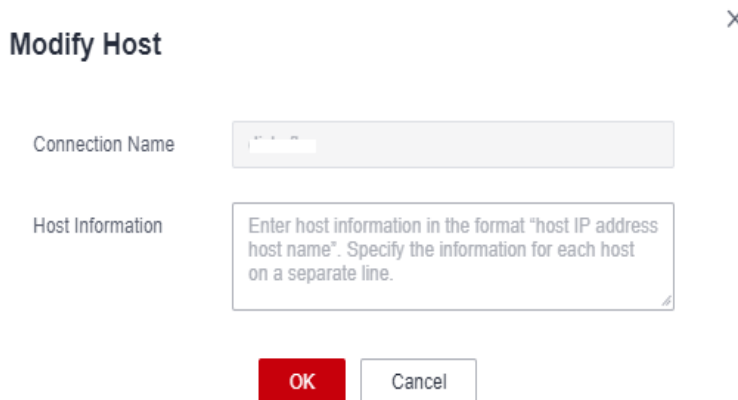 Modify Host
Connection Name
Host Information
Enter host information in the format “host IP address
host name”. Specify the information for each host
on a separate line.
OK
Cancel